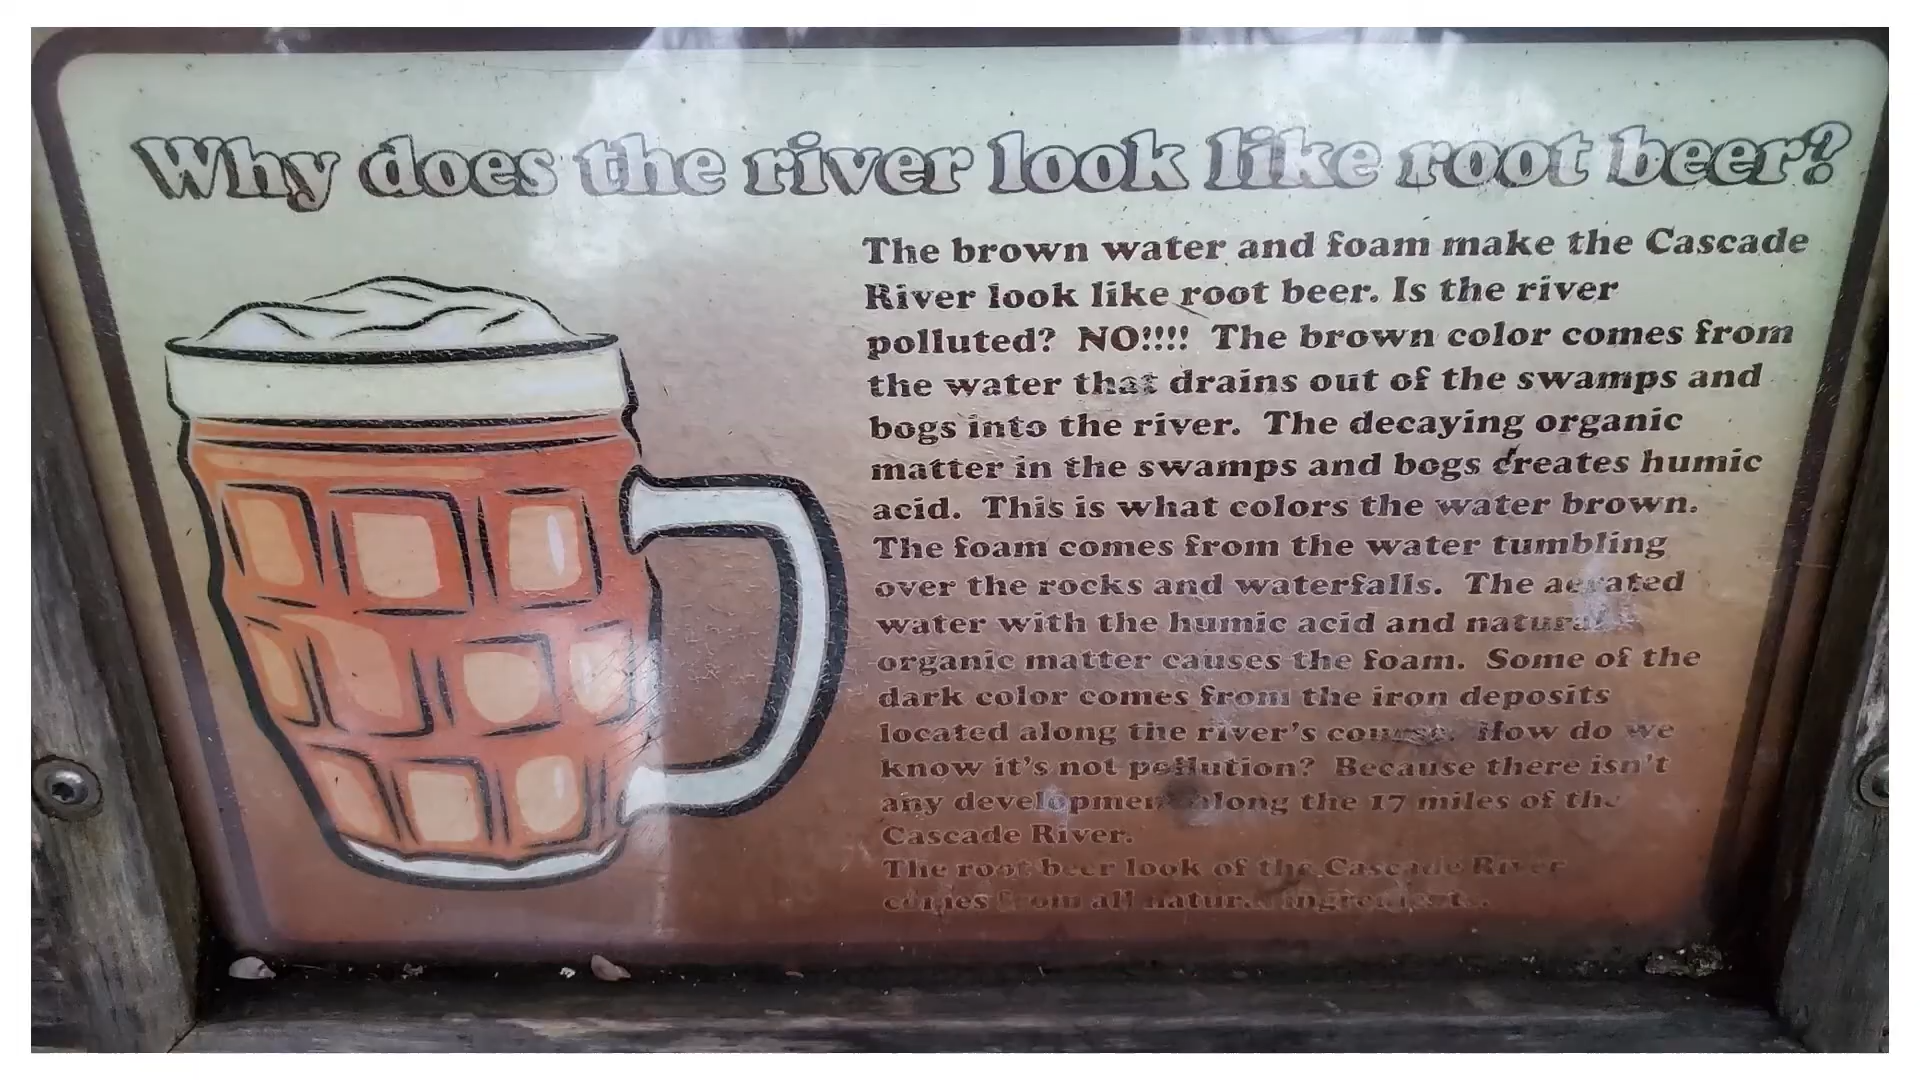 Why does the river look like root beer?
The brown water and foam make the Cascade
River look like root beer. Is the river
polluted? NO!!!! The brown color comes from
the water that drains out of the swamps and
bogs into the river. The decaying organic
matter in the swamps and bogs creates humic
acid. This is what colors the water brown.
The foam comes from the water tumbling
over the rocks and waterfalls. The aerated
water with the humic acid and natural
organic matter causes the foam. Some of the
dark color comes from the iron deposits
located along the river's course. How do we
know it's not pollution? Because there isn't
any development along the 17 miles of the
Cascade River.
The root beer look of the Cascade River
comes from all natural ingredients.